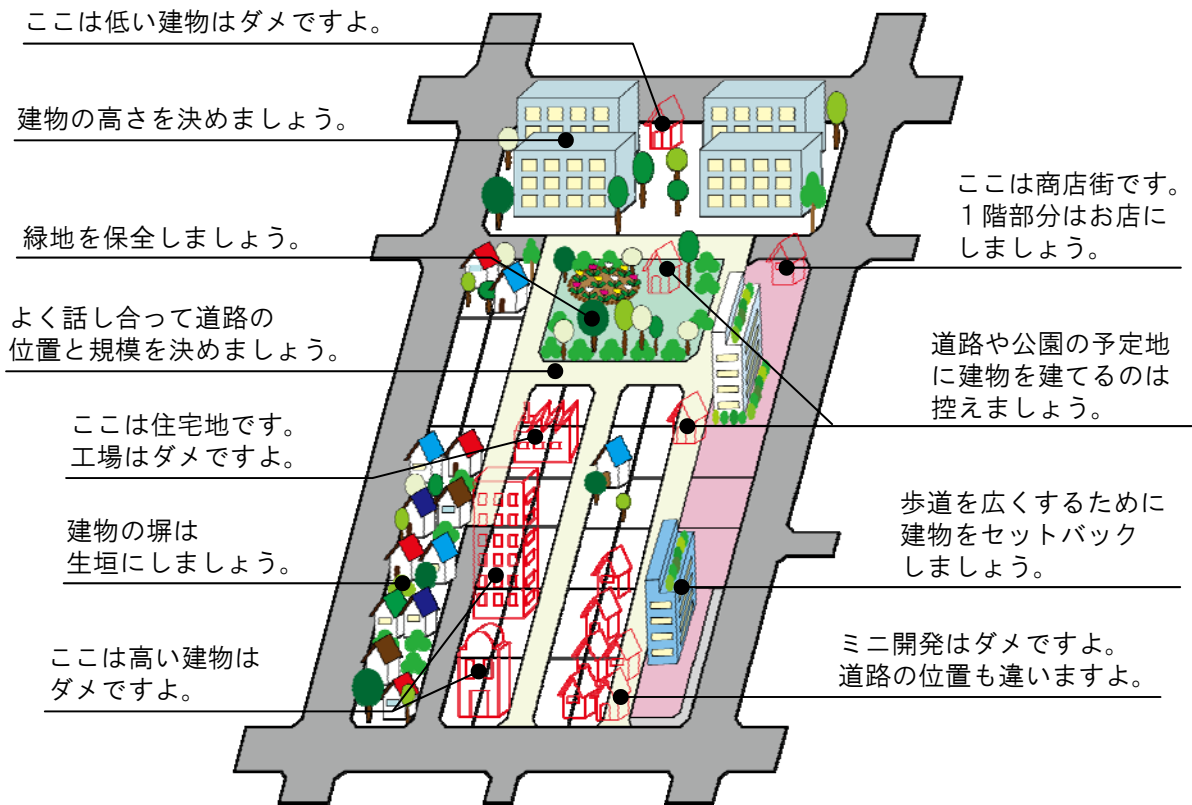 ここは低い建物はダメですよ。
建物の高さを決めましょう。
緑地を保全しましょう。
よく話し合って道路の
位置と規模を決めましょう。
ここは住宅地です。
工場はダメですよ。
建物の塀は
生垣にしましょう。
ここは高い建物は
ダメですよ。
ここは商店街です。
１階部分はお店に
しましょう。
道路や公園の予定地
に建物を建てるのは
控えましょう。
歩道を広くするために
建物をセットバック
しましょう。
ミニ開発はダメですよ。
道路の位置も違いますよ。